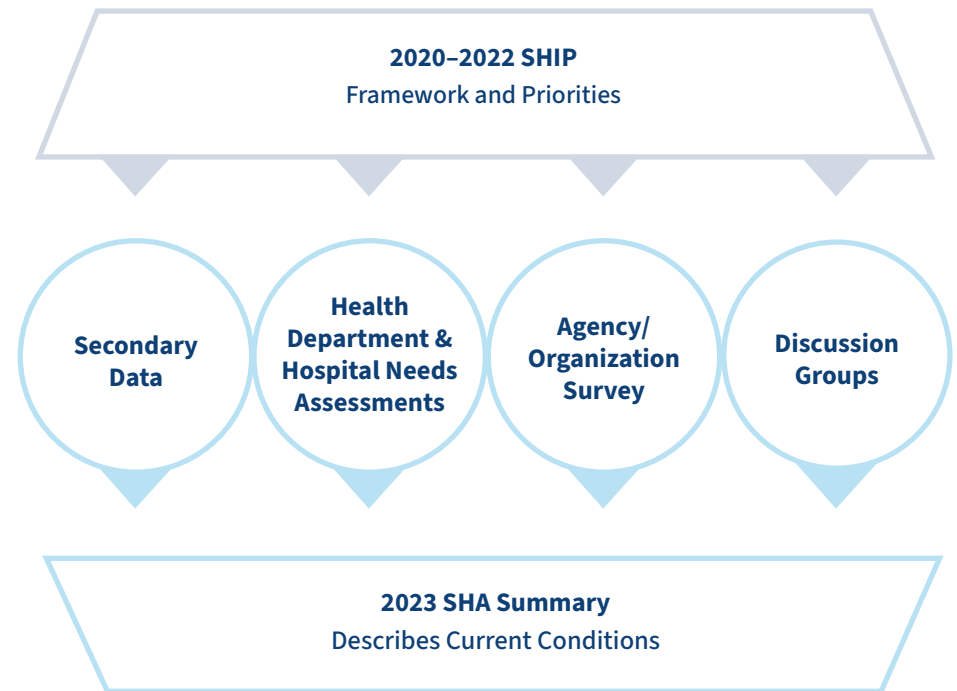 2020–2022 SHIP
Framework and Priorities
Secondary
Data
Health
Department &
Hospital Needs
Assessments
Agency/
Organization
Survey
Discussion
Groups
2023 SHA Summary
Describes Current Conditions